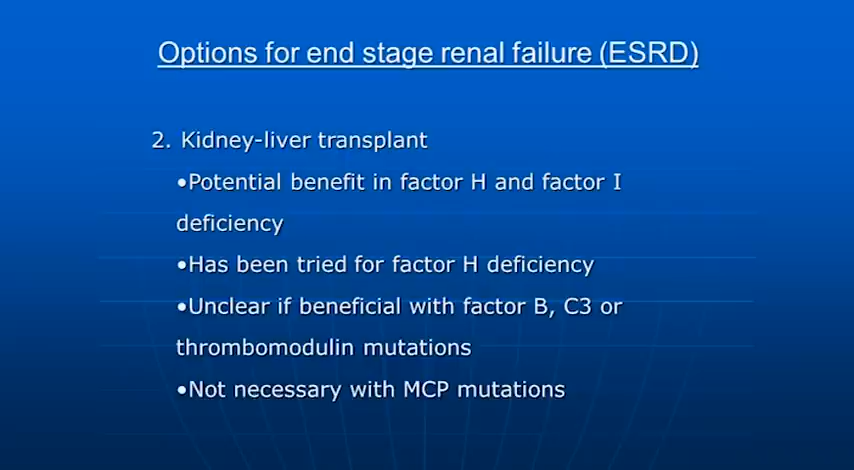 Options for end stage renal failure (ESRD)
2. Kidney-liver transplant
•Potential benefit in factor H and factor I
deficiency
•Has been tried for factor H deficiency
•Unclear if beneficial with factor B, C3 or
thrombomodulin mutations
•Not necessary with MCP mutations